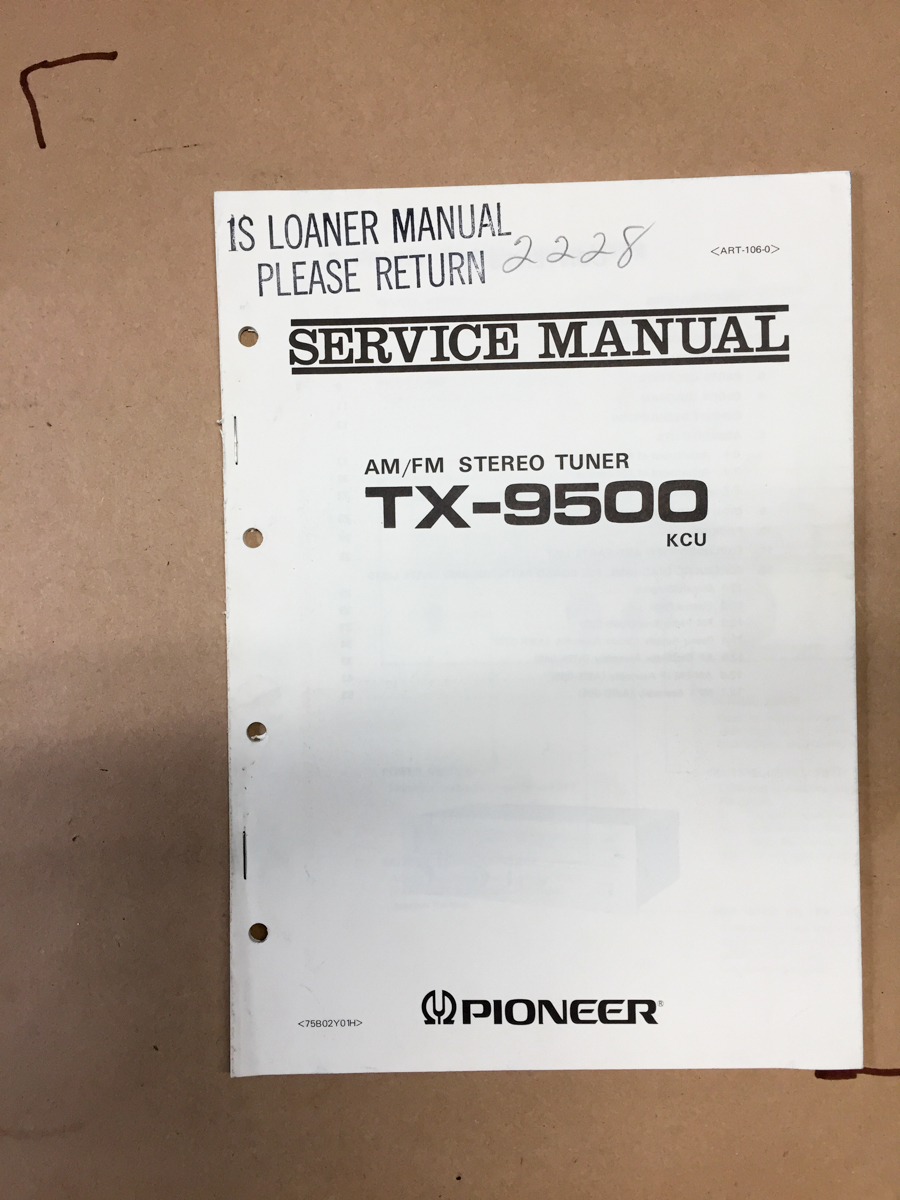 1S LOANER MANUAL
PLEASE RETURN 2228
<ART-106-0>
SERVICE MANUAL
AM/FM STEREO TUNER
TX-9500
KCU
<75B02Y01H>
PIONEER®